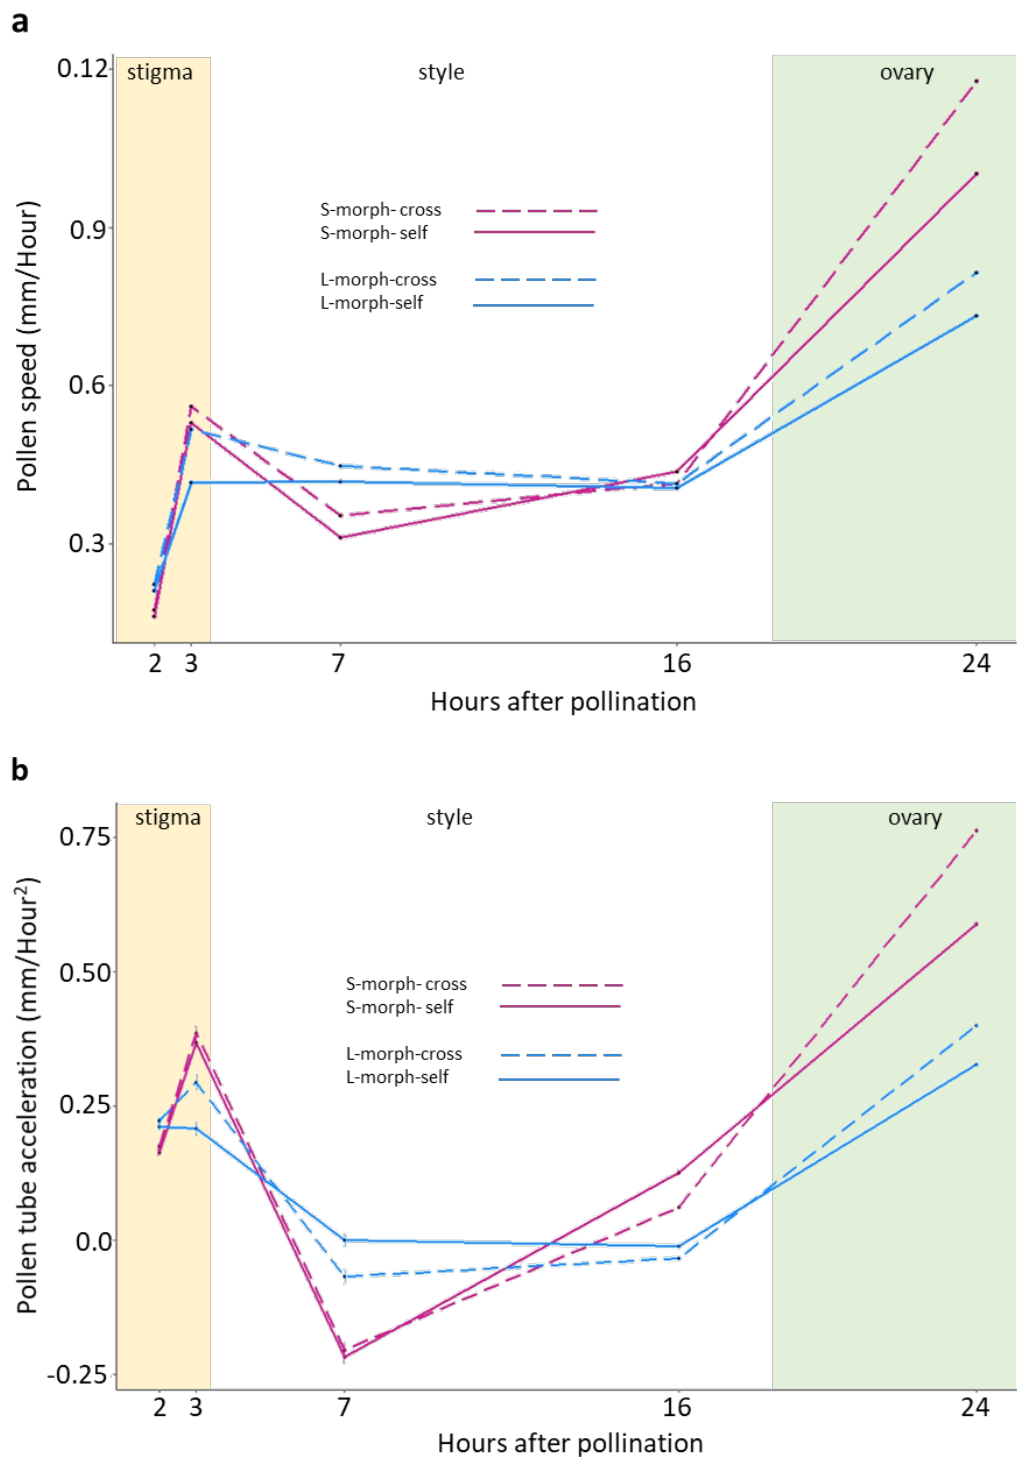 a
stigma style ovary
0.12
0.9
0.6
0.3
Pollen speed (mm/Hour)
S-morph- cross
S-morph- self
L-morph-cross
L-morph-self
2 3 7 16 24
Hours after pollination
b
stigma style ovary
0.75
0.50
0.25
0.0
-0.25
Pollen tube acceleration (mm/Hour²)
S-morph- cross
S-morph- self
L-morph-cross
L-morph-self
2 3 7 16 24
Hours after pollination